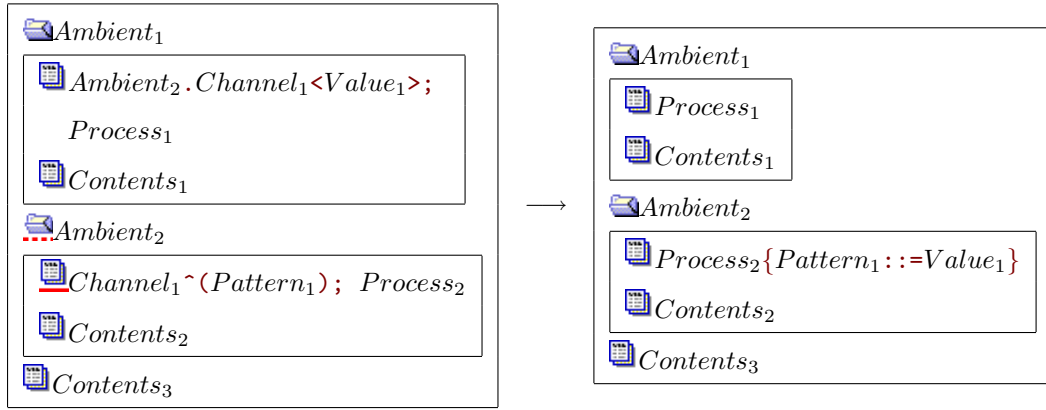 Ambient₁
Ambient₂.Channel₁<Value₁>;
Process₁
Contents₁
Ambient₂
Channel₁^(Pattern₁); Process₂
Contents₂
Contents₃
⟶
Ambient₁
Process₁
Contents₁
Ambient₂
Process₂{Pattern₁::=Value₁}
Contents₂
Contents₃